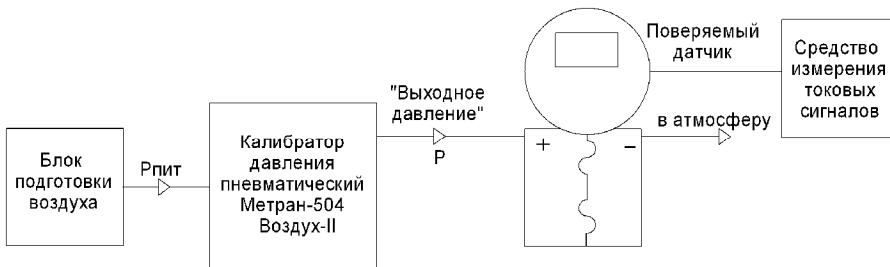 Блок
подготовки
воздуха
Рпит
Калибратор
давления
пневматический
Метран-504
Воздух-II
"Выходное
давление"
Р
+
−
Поверяемый
датчик
в атмосферу
Средство
измерения
токовых
сигналов